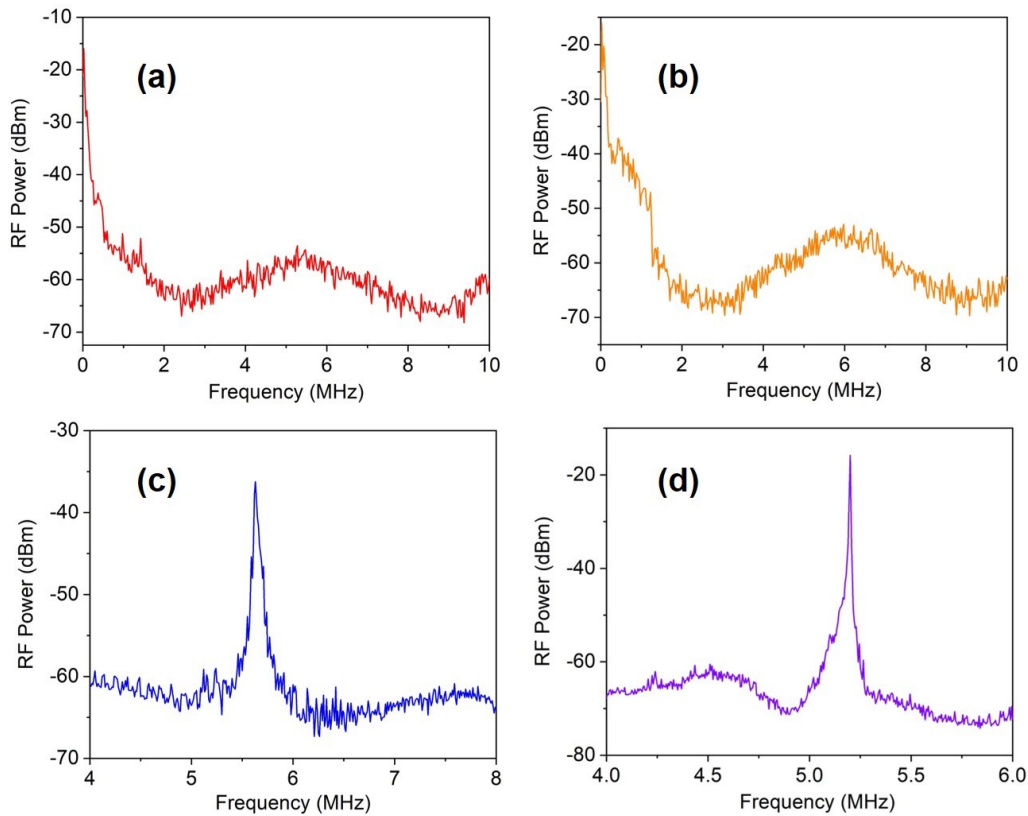 (a)
RF Power (dBm)
-10
-20
-30
-40
-50
-60
-70
0 2 4 6 8 10
Frequency (MHz)
(b)
RF Power (dBm)
-20
-30
-40
-50
-60
-70
0 2 4 6 8 10
Frequency (MHz)
(c)
RF Power (dBm)
-30
-40
-50
-60
-70
4 5 6 7 8
Frequency (MHz)
(d)
RF Power (dBm)
-20
-40
-60
-80
4.0 4.5 5.0 5.5 6.0
Frequency (MHz)